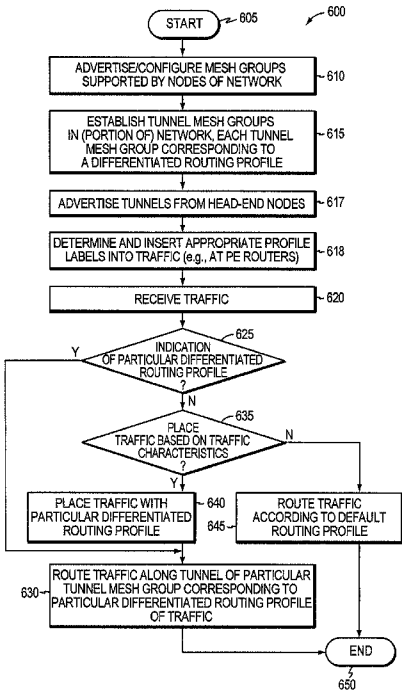 START
605
600
ADVERTISE/CONFIGURE MESH GROUPS
SUPPORTED BY NODES OF NETWORK
610
ESTABLISH TUNNEL MESH GROUPS
IN (PORTION OF) NETWORK, EACH TUNNEL
MESH GROUP CORRESPONDING TO
A DIFFERENTIATED ROUTING PROFILE
615
ADVERTISE TUNNELS FROM HEAD-END NODES
617
DETERMINE AND INSERT APPROPRIATE PROFILE
LABELS INTO TRAFFIC (e.g., AT PE ROUTERS)
618
RECEIVE TRAFFIC
620
625
Y
INDICATION
OF PARTICULAR DIFFERENTIATED
ROUTING PROFILE
?
N
635
PLACE
TRAFFIC BASED ON TRAFFIC
CHARACTERISTICS
?
N
Y
PLACE TRAFFIC WITH
PARTICULAR DIFFERENTIATED
ROUTING PROFILE
640
645
ROUTE TRAFFIC
ACCORDING TO DEFAULT
ROUTING PROFILE
630
ROUTE TRAFFIC ALONG TUNNEL OF PARTICULAR
TUNNEL MESH GROUP CORRESPONDING TO
PARTICULAR DIFFERENTIATED ROUTING PROFILE
OF TRAFFIC
END
650